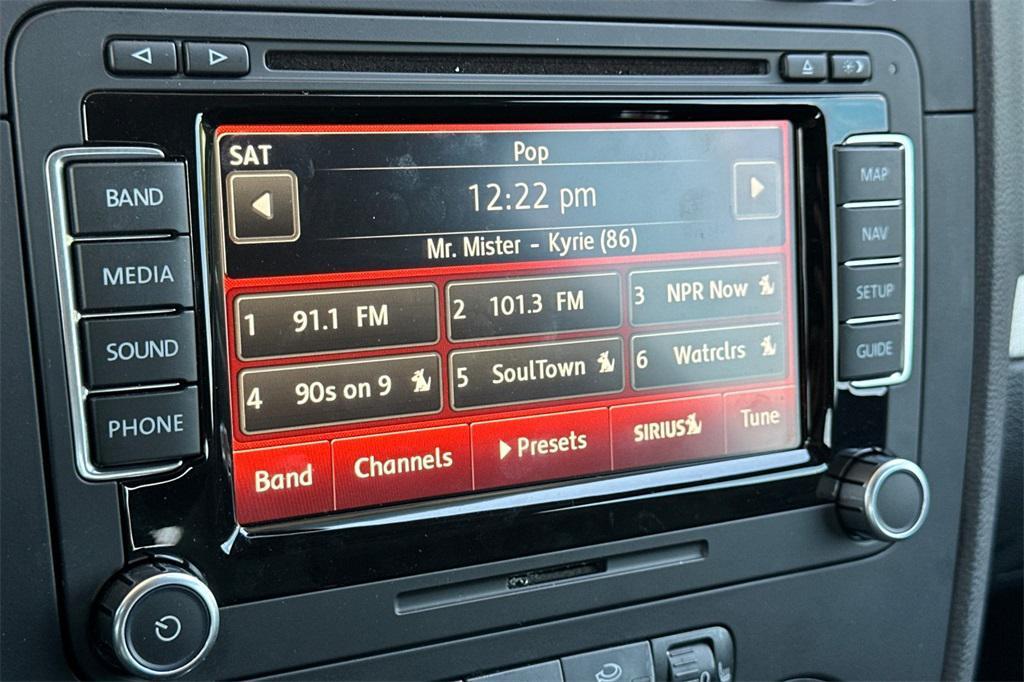 SAT
Pop
12:22 pm
Mr. Mister - Kyrie (86)
1 91.1 FM
2 101.3 FM
3 NPR Now
4 90s on 9
5 SoulTown
6 Watrclrs
Band
Channels
Presets
SIRIUS
Tune
BAND
MEDIA
SOUND
PHONE
MAP
NAV
SETUP
GUIDE